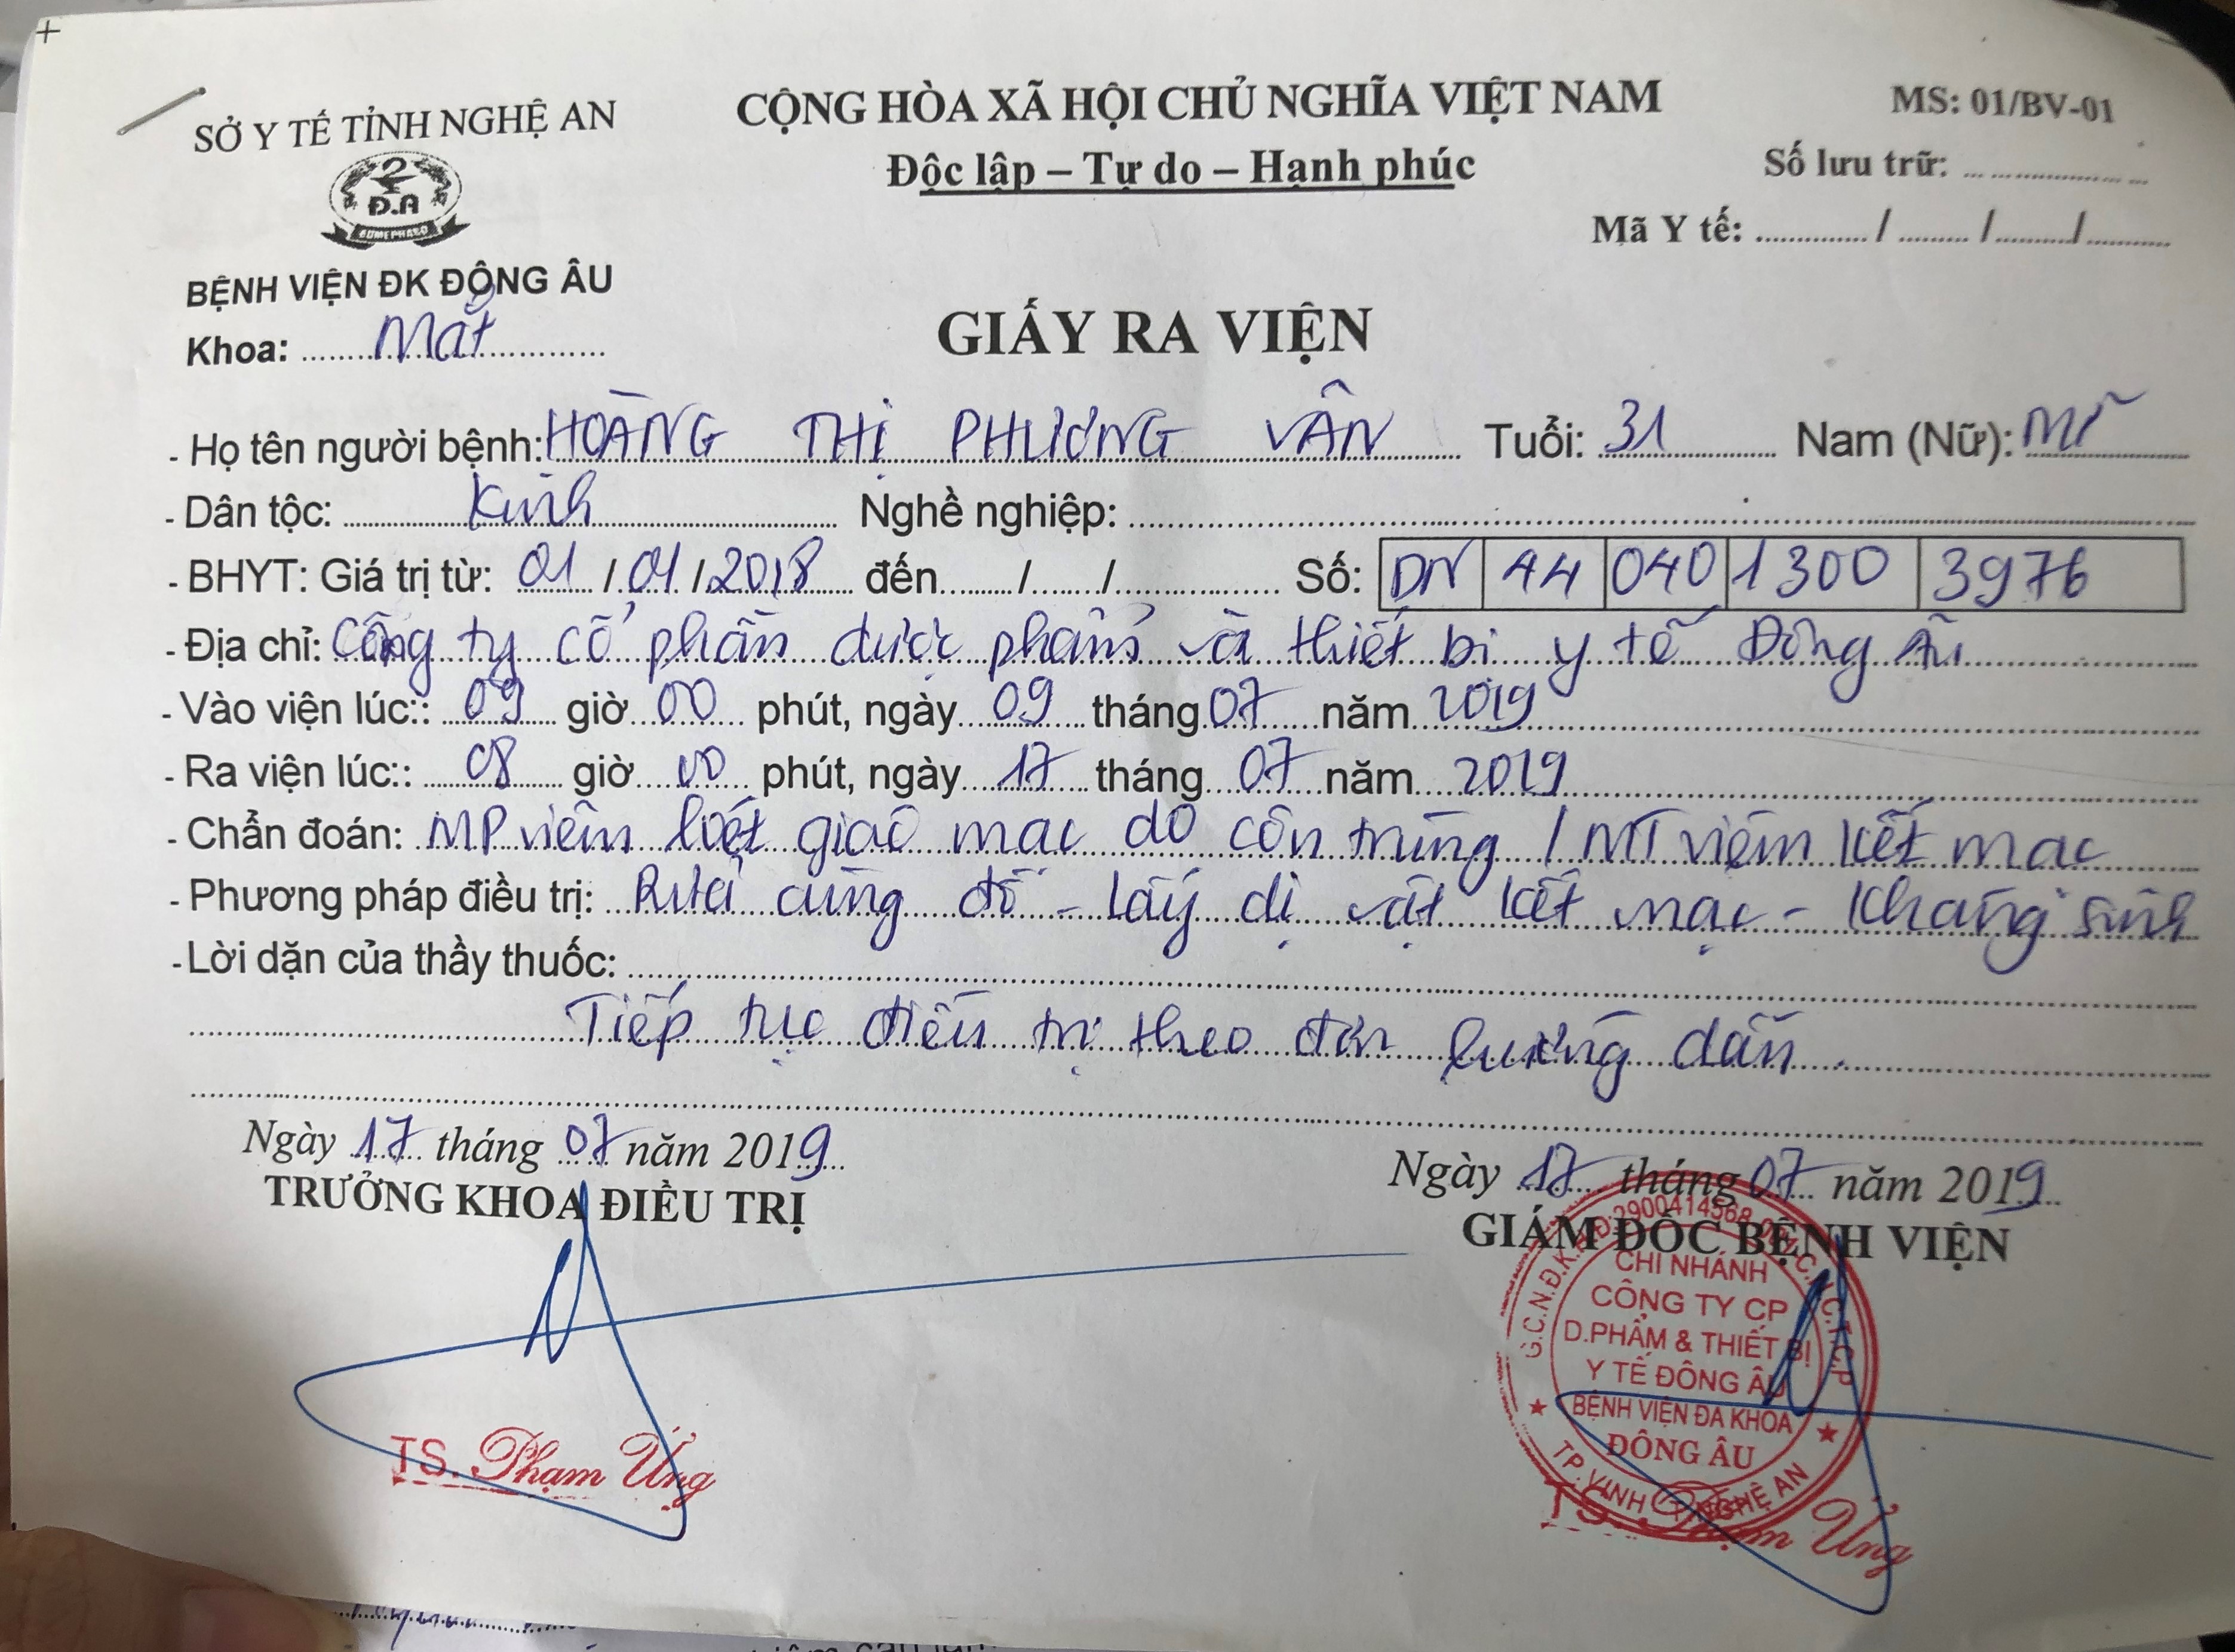 SỞ Y TẾ TỈNH NGHỆ AN
CỘNG HÒA XÃ HỘI CHỦ NGHĨA VIỆT NAM
MS: 01/BV-01
Độc lập – Tự do – Hạnh phúc
Số lưu trữ: ....................
Đ.A
Mã Y tế: ............../ ........../........../............
BỆNH VIỆN ĐK ĐÔNG ÂU
Khoa: Mắt
GIẤY RA VIỆN
- Họ tên người bệnh: HOÀNG THỊ PHƯƠNG VÂN Tuổi: 31 Nam (Nữ): Nữ
- Dân tộc: Kinh Nghề nghiệp: ....................
- BHYT: Giá trị từ: 01 / 01 / 2018 đến......../......./................ Số: DN 44 040 1300 3976
- Địa chỉ: Công ty cổ phần dược phẩm và thiết bị y tế Đông Âu
- Vào viện lúc:: 09 giờ 00 phút, ngày 09 tháng 07 năm 2019
- Ra viện lúc:: 08 giờ 00 phút, ngày 17 tháng 07 năm 2019
- Chẩn đoán: MP viêm loét giác mạc do côn trùng / MT viêm kết mạc
- Phương pháp điều trị: Rửa cùng đồ - Lấy dị vật kết mạc - Kháng sinh
- Lời dặn của thầy thuốc: ....................
Tiếp tục điều trị theo đơn hướng dẫn.
Ngày 17 tháng 07 năm 2019
Ngày 17 tháng 07 năm 2019
TRƯỞNG KHOA ĐIỀU TRỊ
GIÁM ĐỐC BỆNH VIỆN
CHI NHÁNH
CÔNG TY CP
D.PHẨM & THIẾT BỊ
Y TẾ ĐÔNG ÂU
BỆNH VIỆN ĐA KHOA
ĐÔNG ÂU
TP.VINH - T.NGHỆ AN
TS. Phạm Ứng
TS. Phạm Ứng